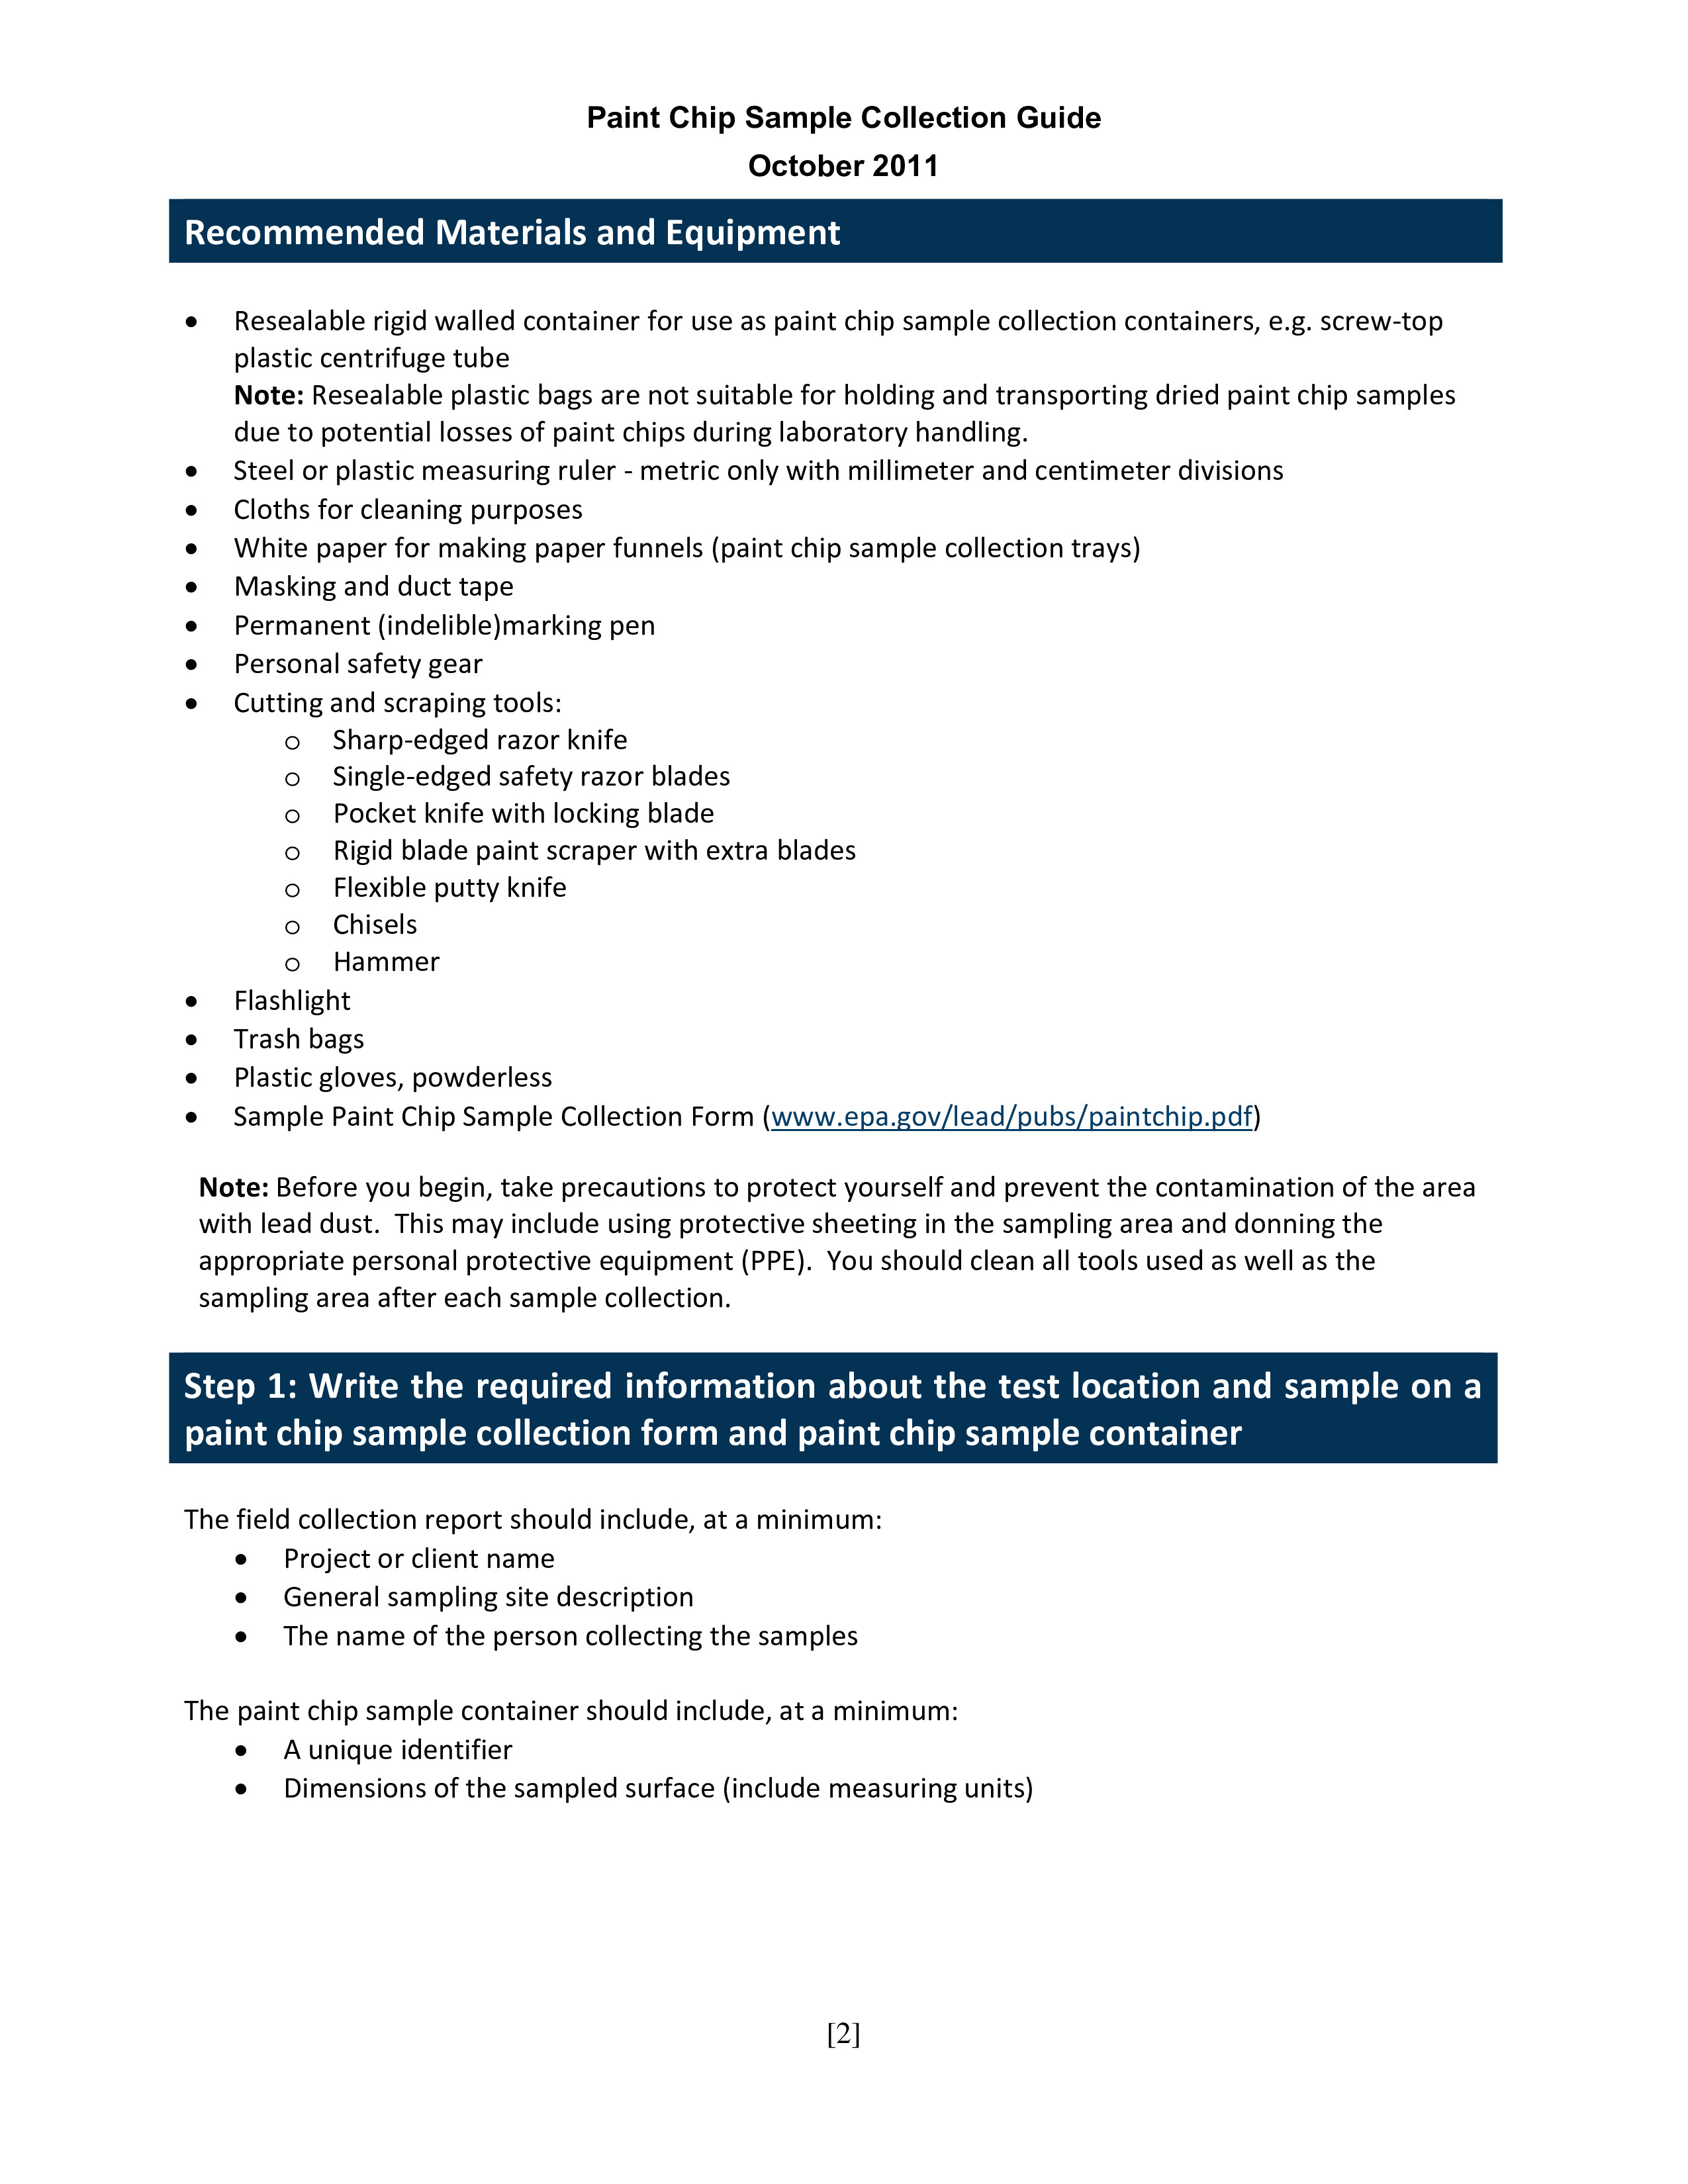 Paint Chip Sample Collection Guide
October 2011
Recommended Materials and Equipment
• Resealable rigid walled container for use as paint chip sample collection containers, e.g. screw-top
plastic centrifuge tube
Note: Resealable plastic bags are not suitable for holding and transporting dried paint chip samples
due to potential losses of paint chips during laboratory handling.
• Steel or plastic measuring ruler - metric only with millimeter and centimeter divisions
• Cloths for cleaning purposes
• White paper for making paper funnels (paint chip sample collection trays)
• Masking and duct tape
• Permanent (indelible)marking pen
• Personal safety gear
• Cutting and scraping tools:
o Sharp-edged razor knife
o Single-edged safety razor blades
o Pocket knife with locking blade
o Rigid blade paint scraper with extra blades
o Flexible putty knife
o Chisels
o Hammer
• Flashlight
• Trash bags
• Plastic gloves, powderless
• Sample Paint Chip Sample Collection Form (www.epa.gov/lead/pubs/paintchip.pdf)
Note: Before you begin, take precautions to protect yourself and prevent the contamination of the area
with lead dust.  This may include using protective sheeting in the sampling area and donning the
appropriate personal protective equipment (PPE).  You should clean all tools used as well as the
sampling area after each sample collection.
Step 1: Write the required information about the test location and sample on a
paint chip sample collection form and paint chip sample container
The field collection report should include, at a minimum:
• Project or client name
• General sampling site description
• The name of the person collecting the samples
The paint chip sample container should include, at a minimum:
• A unique identifier
• Dimensions of the sampled surface (include measuring units)
[2]